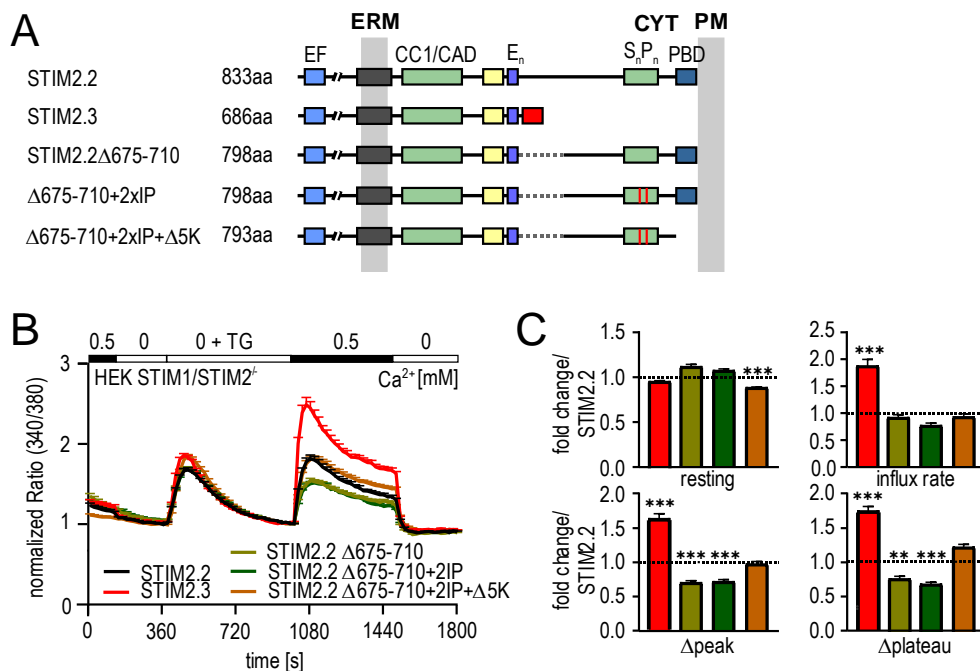 A
ERM
CYT PM
EF CC1/CAD En SnPn PBD
STIM2.2 833aa
STIM2.3 686aa
STIM2.2Δ675-710 798aa
Δ675-710+2xIP 798aa
Δ675-710+2xIP+Δ5K 793aa
B
0.5 0 0 + TG 0.5 0
HEK STIM1/STIM2-/- Ca2+ [mM]
normalized Ratio (340/380)
3
2
1
0
STIM2.2
STIM2.3
STIM2.2 Δ675-710
STIM2.2 Δ675-710+2IP
STIM2.2 Δ675-710+2IP+Δ5K
0 360 720 1080 1440 1800
time [s]
C
fold change/
STIM2.2
1.5
1.0
0.5
0.0
***
resting
2.5
2.0
1.5
1.0
0.5
0.0
***
influx rate
fold change/
STIM2.2
2.0
1.5
1.0
0.5
0.0
*** *** ***
Δpeak
2.0
1.5
1.0
0.5
0.0
*** ** ***
Δplateau